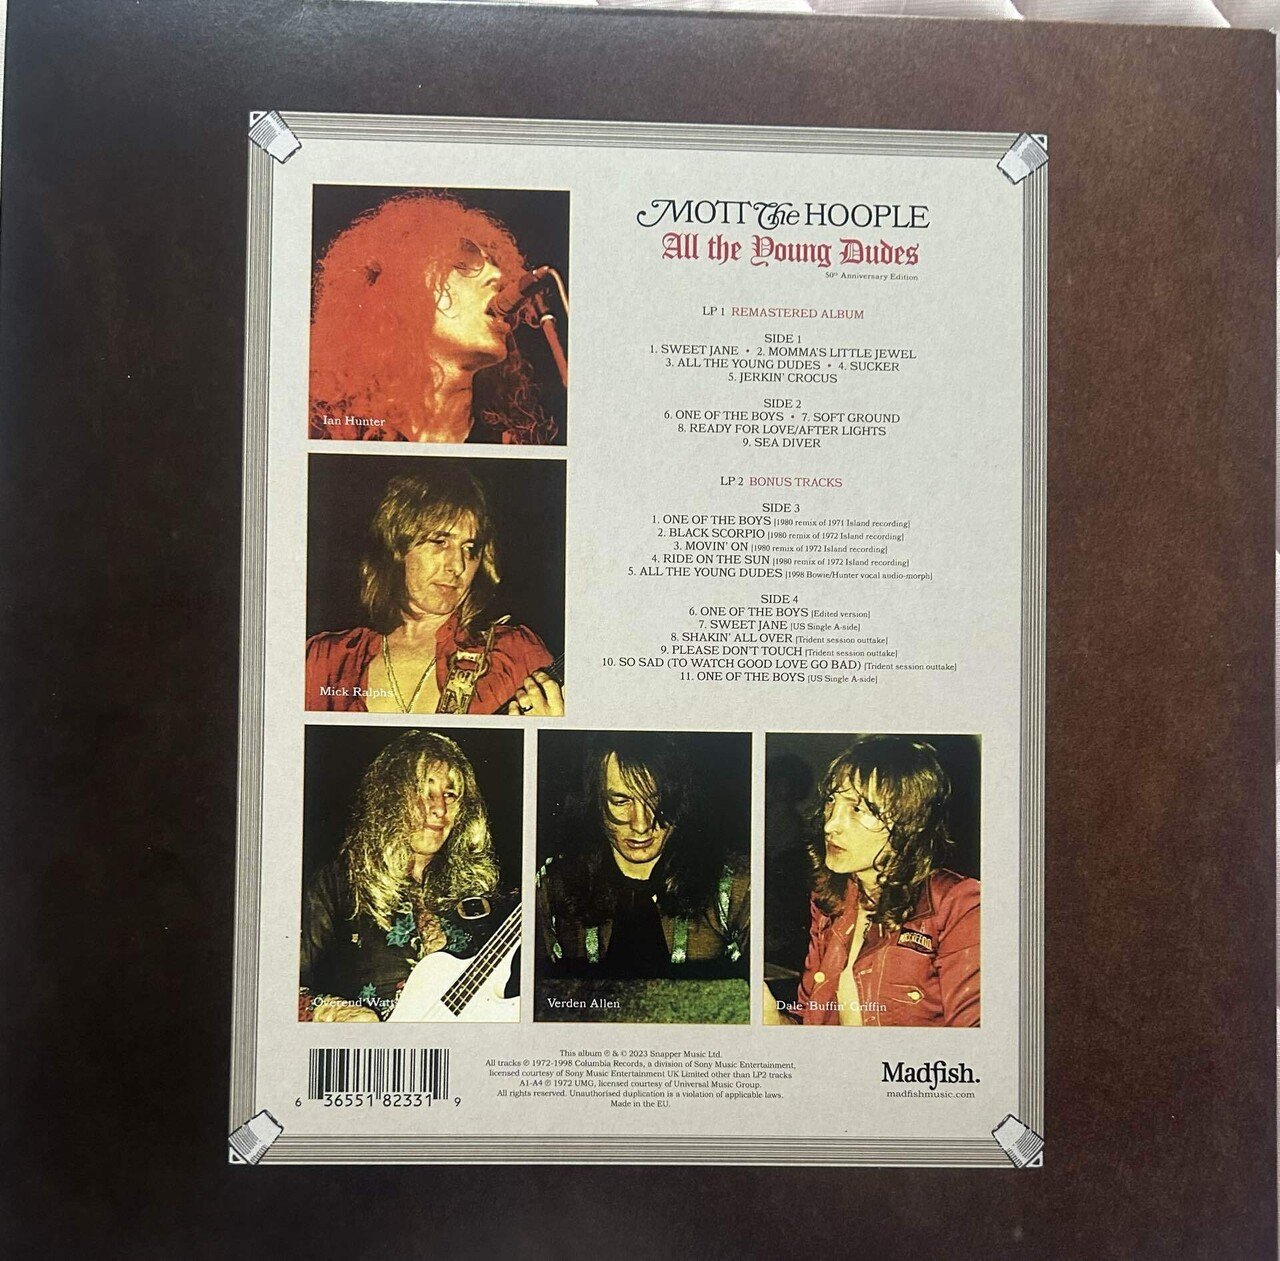 MOTT The HOOPLE
All the Young Dudes
50th Anniversary Edition
LP 1 REMASTERED ALBUM
SIDE 1
1. SWEET JANE • 2. MOMMA'S LITTLE JEWEL
3. ALL THE YOUNG DUDES • 4. SUCKER
5. JERKIN' CROCUS
SIDE 2
6. ONE OF THE BOYS • 7. SOFT GROUND
8. READY FOR LOVE/AFTER LIGHTS
9. SEA DIVER
LP 2 BONUS TRACKS
SIDE 3
1. ONE OF THE BOYS [1980 remix of 1971 Island recording]
2. BLACK SCORPIO [1980 remix of 1972 Island recording]
3. MOVIN' ON [1980 remix of 1972 Island recording]
4. RIDE ON THE SUN [1980 remix of 1972 Island recording]
5. ALL THE YOUNG DUDES [1998 Bowie/Hunter vocal audio-morph]
SIDE 4
6. ONE OF THE BOYS [Edited version]
7. SWEET JANE [US Single A-side]
8. SHAKIN' ALL OVER [Trident session outtake]
9. PLEASE DON'T TOUCH [Trident session outtake]
10. SO SAD (TO WATCH GOOD LOVE GO BAD) [Trident session outtake]
11. ONE OF THE BOYS [US Single A-side]
Ian Hunter
Mick Ralphs
Overend Watts
Verden Allen
Dale 'Buffin' Griffin
6 36551 82331 9
This album ℗ & © 2023 Snapper Music Ltd.
All tracks ℗ 1972-1998 Columbia Records, a division of Sony Music Entertainment,
licensed courtesy of Sony Music Entertainment UK Limited other than LP2 tracks
A1-A4 ℗ 1972 UMG, licensed courtesy of Universal Music Group.
All rights reserved. Unauthorised duplication is a violation of applicable laws.
Made in the EU.
Madfish.
madfishmusic.com